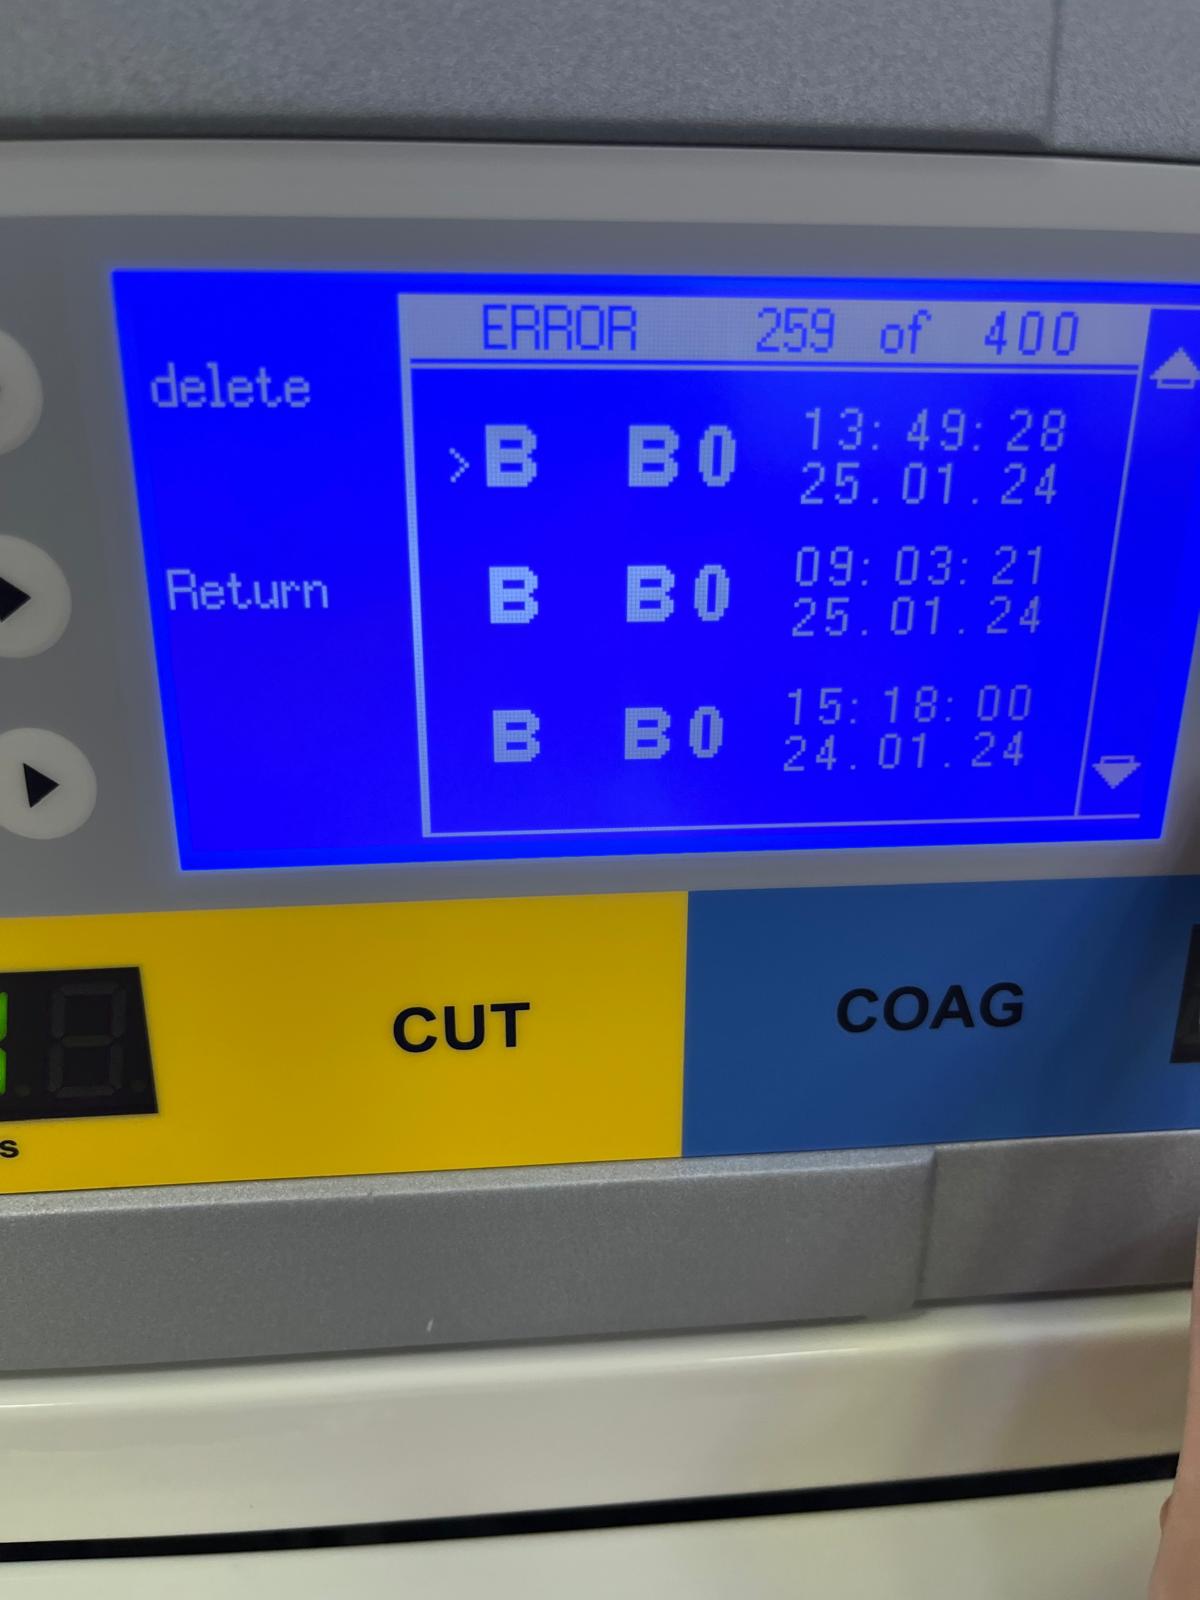 ERROR 259 of 400
delete
>B B0 13:49:28
25.01.24
Return
B B0 09:03:21
25.01.24
B B0 15:18:00
24.01.24
CUT
COAG
s